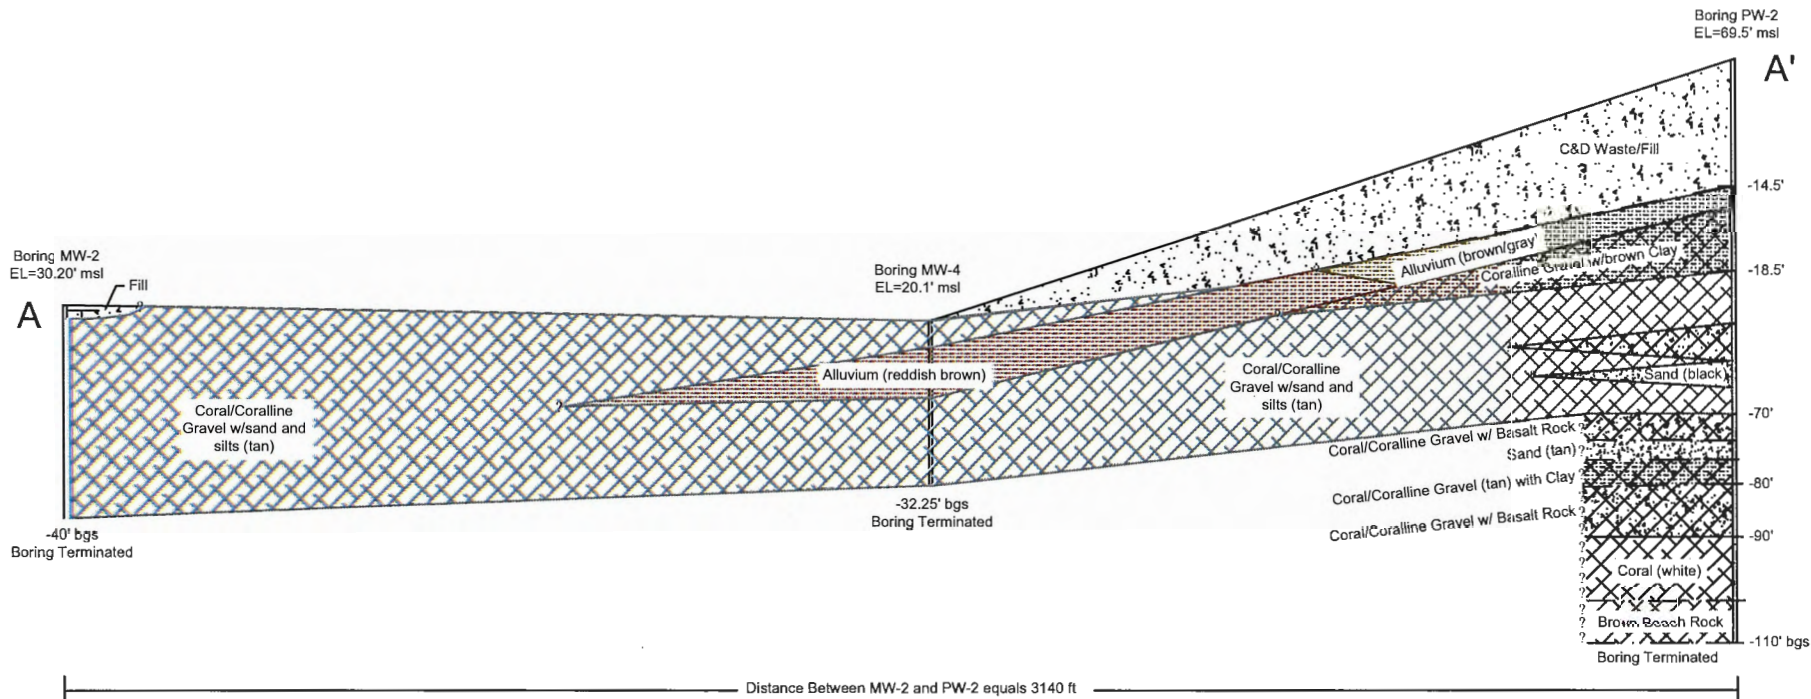 Boring PW-2
EL=69.5' msl
A'
C&D Waste/Fill
-14.5'
Boring MW-2
EL=30.20' msl
Fill
A
?
Boring MW-4
EL=20.1' msl
Alluvium (brown/gray)
Coralline Gravel w/brown Clay
-18.5'
Alluvium (reddish brown)
?
Coral/Coralline
Gravel w/sand and
silts (tan)
Coral/Coralline
Gravel w/sand and
silts (tan)
Sand (black)
-70'
Coral/Coralline Gravel w/ Basalt Rock ?
Sand (tan) ?
Coral/Coralline Gravel (tan) with Clay ?
-80'
Coral/Coralline Gravel w/ Basalt Rock ?
-90'
?
Coral (white)
?
?
?
Brown Beach Rock
?
-110' bgs
Boring Terminated
-40' bgs
Boring Terminated
-32.25' bgs
Boring Terminated
Distance Between MW-2 and PW-2 equals 3140 ft